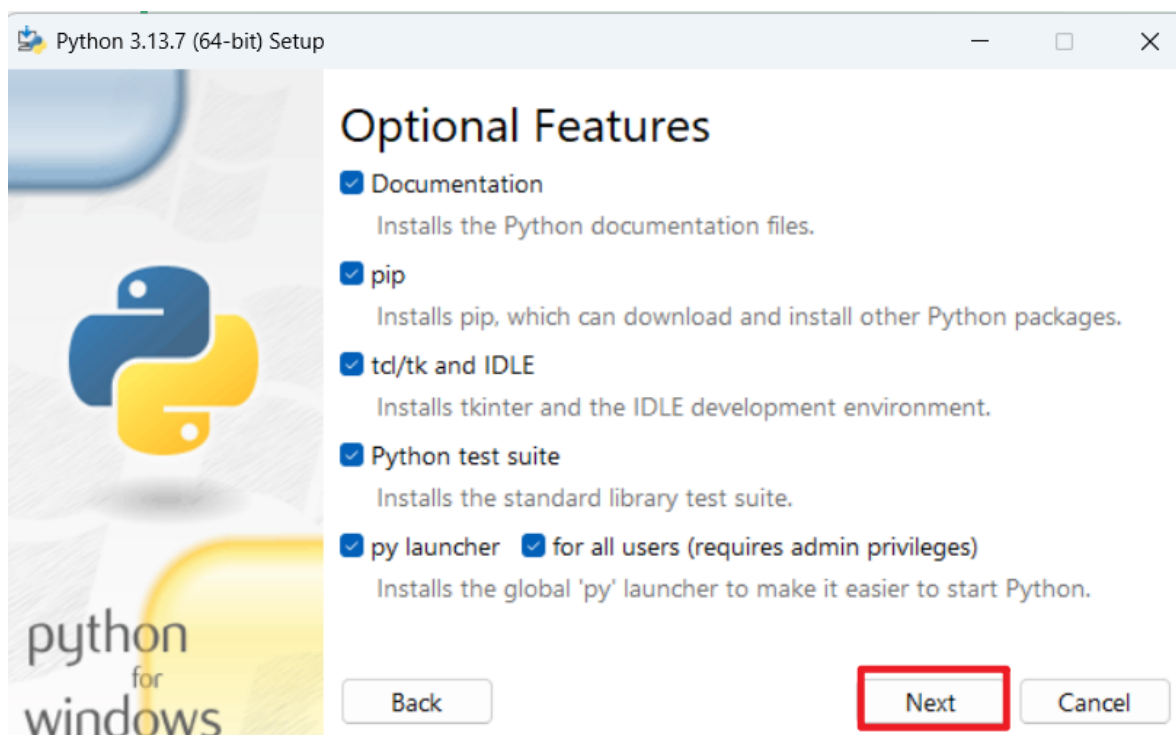 Python 3.13.7 (64-bit) Setup
Optional Features
Documentation
Installs the Python documentation files.
pip
Installs pip, which can download and install other Python packages.
tcl/tk and IDLE
Installs tkinter and the IDLE development environment.
Python test suite
Installs the standard library test suite.
py launcher for all users (requires admin privileges)
Installs the global 'py' launcher to make it easier to start Python.
python
for
windows
Back Next Cancel